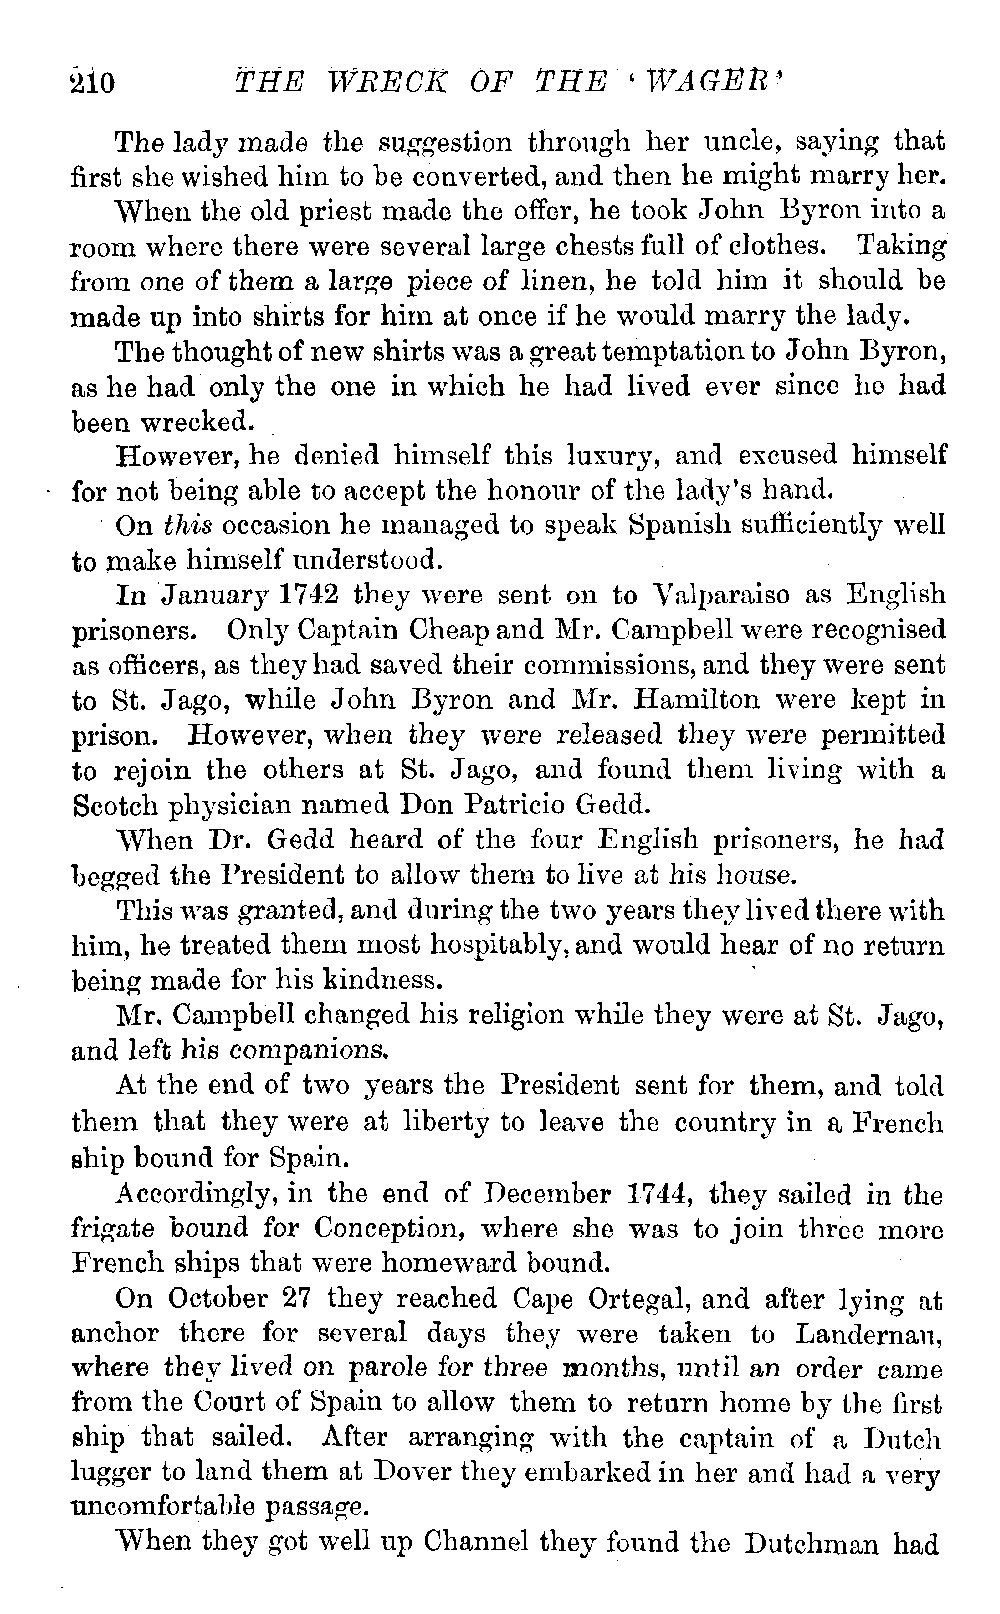 210 THE WRECK OF THE ‘WAGER’
The lady made the suggestion through her uncle, saying that
first she wished him to be converted, and then he might marry her.
When the old priest made the offer, he took John Byron into a
room where there were several large chests full of clothes. Taking
from one of them a large piece of linen, he told him it should be
made up into shirts for him at once if he would marry the lady.
The thought of new shirts was a great temptation to John Byron,
as he had only the one in which he had lived ever since he had
been wrecked.
However, he denied himself this luxury, and excused himself
for not being able to accept the honour of the lady's hand.
On this occasion he managed to speak Spanish sufficiently well
to make himself understood.
In January 1742 they were sent on to Valparaiso as English
prisoners. Only Captain Cheap and Mr. Campbell were recognised
as officers, as they had saved their commissions, and they were sent
to St. Jago, while John Byron and Mr. Hamilton were kept in
prison. However, when they were released they were permitted
to rejoin the others at St. Jago, and found them living with a
Scotch physician named Don Patricio Gedd.
When Dr. Gedd heard of the four English prisoners, he had
begged the President to allow them to live at his house.
This was granted, and during the two years they lived there with
him, he treated them most hospitably, and would hear of no return
being made for his kindness.
Mr. Campbell changed his religion while they were at St. Jago,
and left his companions.
At the end of two years the President sent for them, and told
them that they were at liberty to leave the country in a French
ship bound for Spain.
Accordingly, in the end of December 1744, they sailed in the
frigate bound for Conception, where she was to join three more
French ships that were homeward bound.
On October 27 they reached Cape Ortegal, and after lying at
anchor there for several days they were taken to Landernau,
where they lived on parole for three months, until an order came
from the Court of Spain to allow them to return home by the first
ship that sailed. After arranging with the captain of a Dutch
lugger to land them at Dover they embarked in her and had a very
uncomfortable passage.
When they got well up Channel they found the Dutchman had